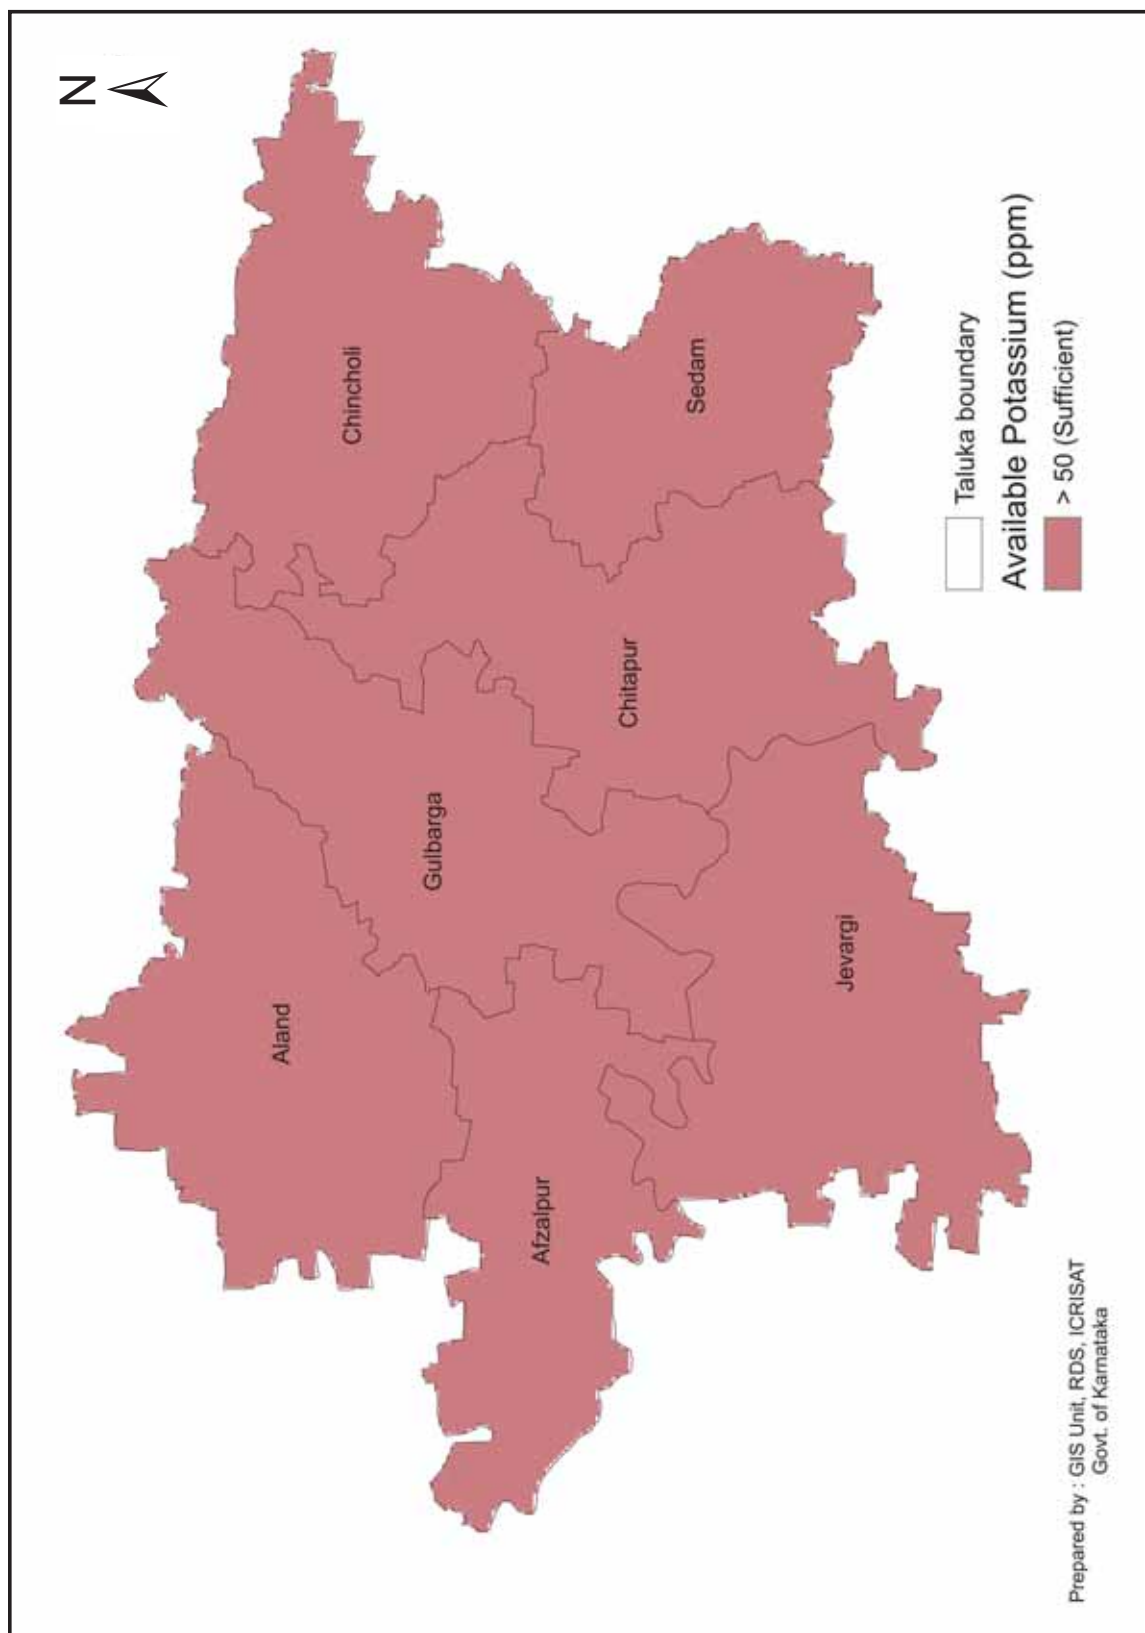 N
Chincholi
Aland
Gulbarga
Sedam
Chitapur
Afzalpur
Jevargi
Taluka boundary
Available Potassium (ppm)
> 50 (Sufficient)
Prepared by : GIS Unit, RDS, ICRISAT
Govt. of Karnataka